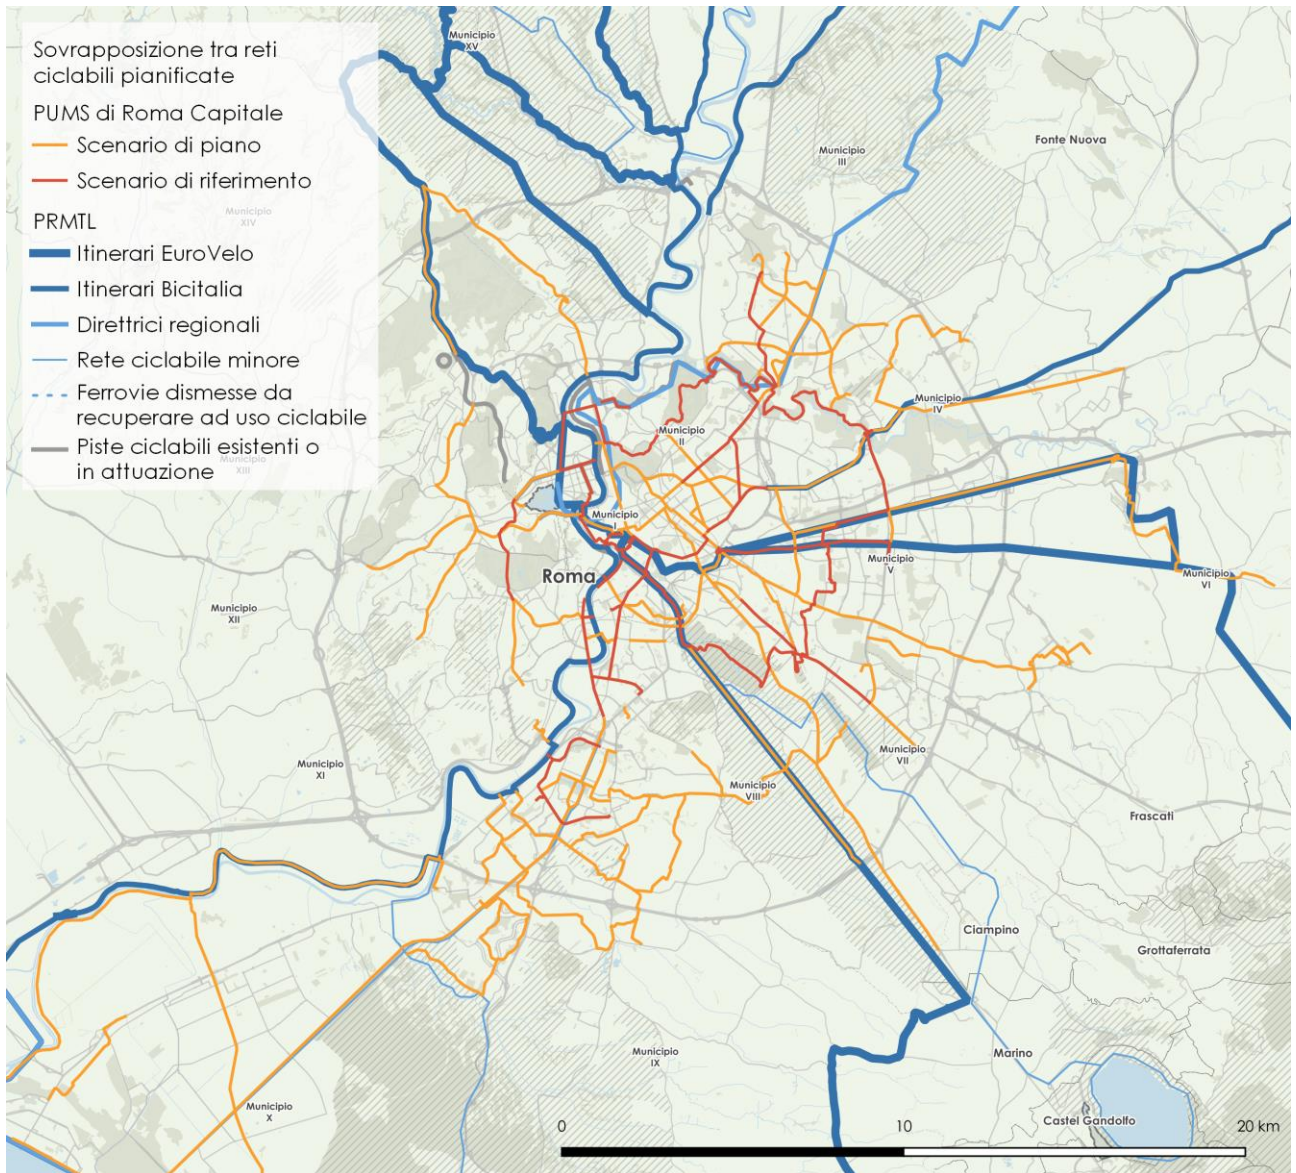 Sovrapposizione tra reti
ciclabili pianificate
PUMS di Roma Capitale
Scenario di piano
Scenario di riferimento
PRMTL
Itinerari EuroVelo
Itinerari Bicitalia
Direttrici regionali
Rete ciclabile minore
Ferrovie dismesse da
recuperare ad uso ciclabile
Piste ciclabili esistenti o
in attuazione
Municipio
XV
Municipio
III
Fonte Nuova
Municipio
XIV
Municipio
IV
Municipio
II
Municipio
XIII
Municipio
I
Roma
Municipio
V
Municipio
VI
Municipio
XII
Municipio
VII
Municipio
XI
Municipio
VIII
Frascati
Ciampino
Grottaferrata
Municipio
IX
Marino
Municipio
X
Castel Gandolfo
0
10
20 km